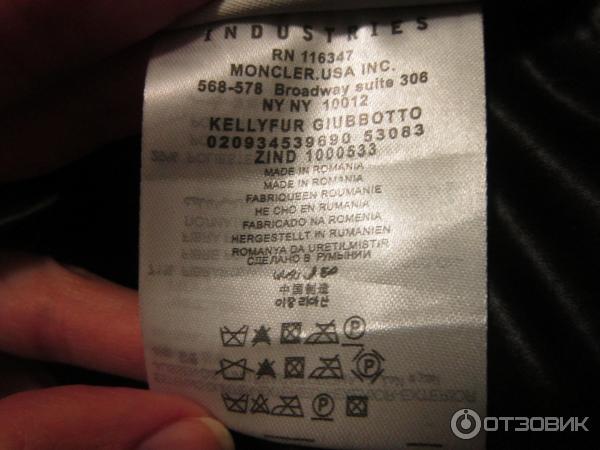 INDUSTRIES
RN 116347
MONCLER.USA INC.
568-578 Broadway suite 306
NY NY 10012
KELLYFUR GIUBBOTTO
020934539690 53083
ZIND 1000533
MADE IN ROMANIA
MADE IN ROMANIA
FABRIQUEEN ROUMANIE
HE CHO EN RUMANIA
FABRICADO NA ROMENIA
HERGESTELLT IN RUMANIEN
ROMANYA DA URETILMISTIR
СДЕЛАНО В РУМЫНИИ
中国制造
ОТЗОВИК